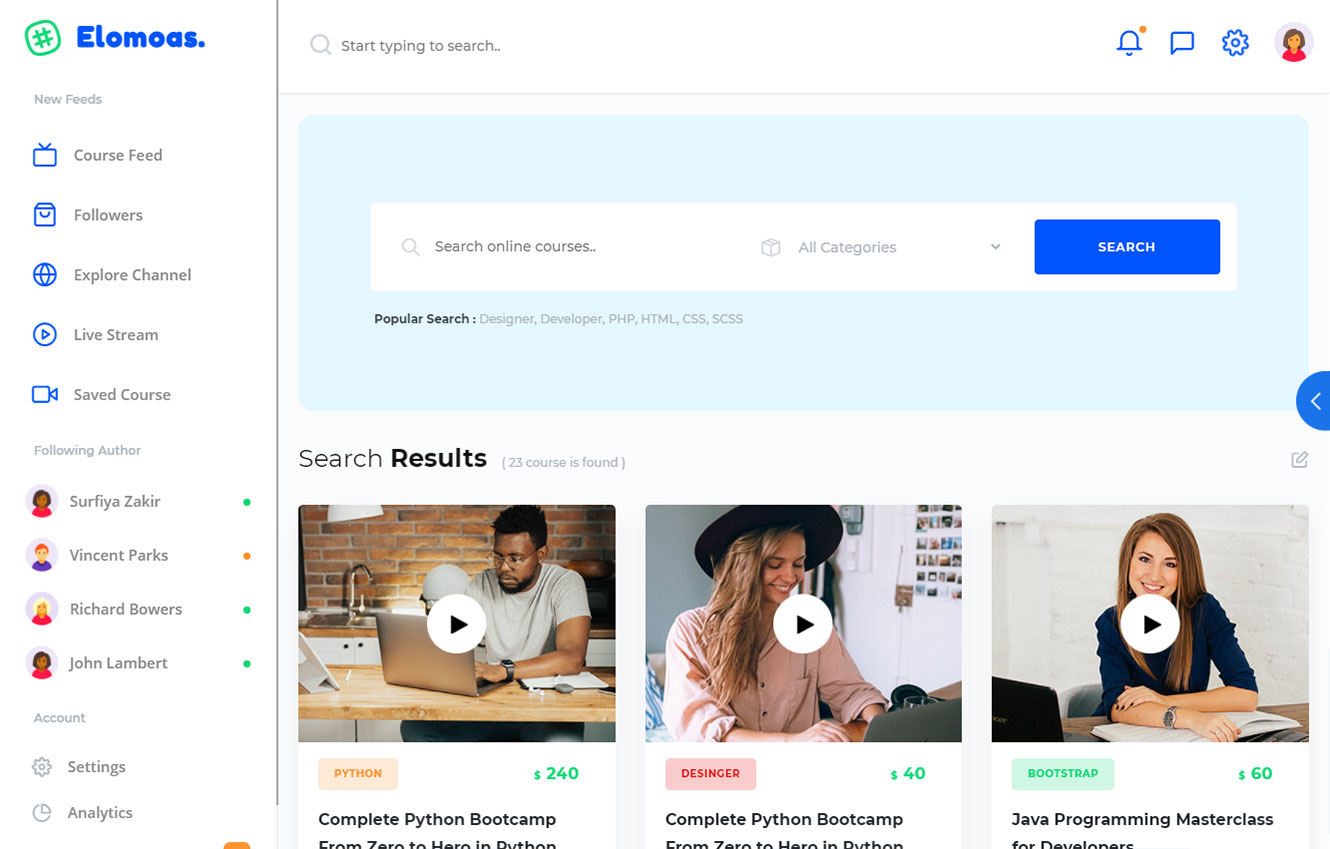 Elomoas.
Start typing to search..
New Feeds
Course Feed
Followers
Explore Channel
Live Stream
Saved Course
Following Author
Surfiya Zakir
Vincent Parks
Richard Bowers
John Lambert
Account
Settings
Analytics
Search online courses..
All Categories
SEARCH
Popular Search : Designer, Developer, PHP, HTML, CSS, SCSS
Search Results ( 23 course is found )
PYTHON
$ 240
Complete Python Bootcamp
From Zero to Hero in Python
DESINGER
$ 40
Complete Python Bootcamp
From Zero to Hero in Python
BOOTSTRAP
$ 60
Java Programming Masterclass
for Developers